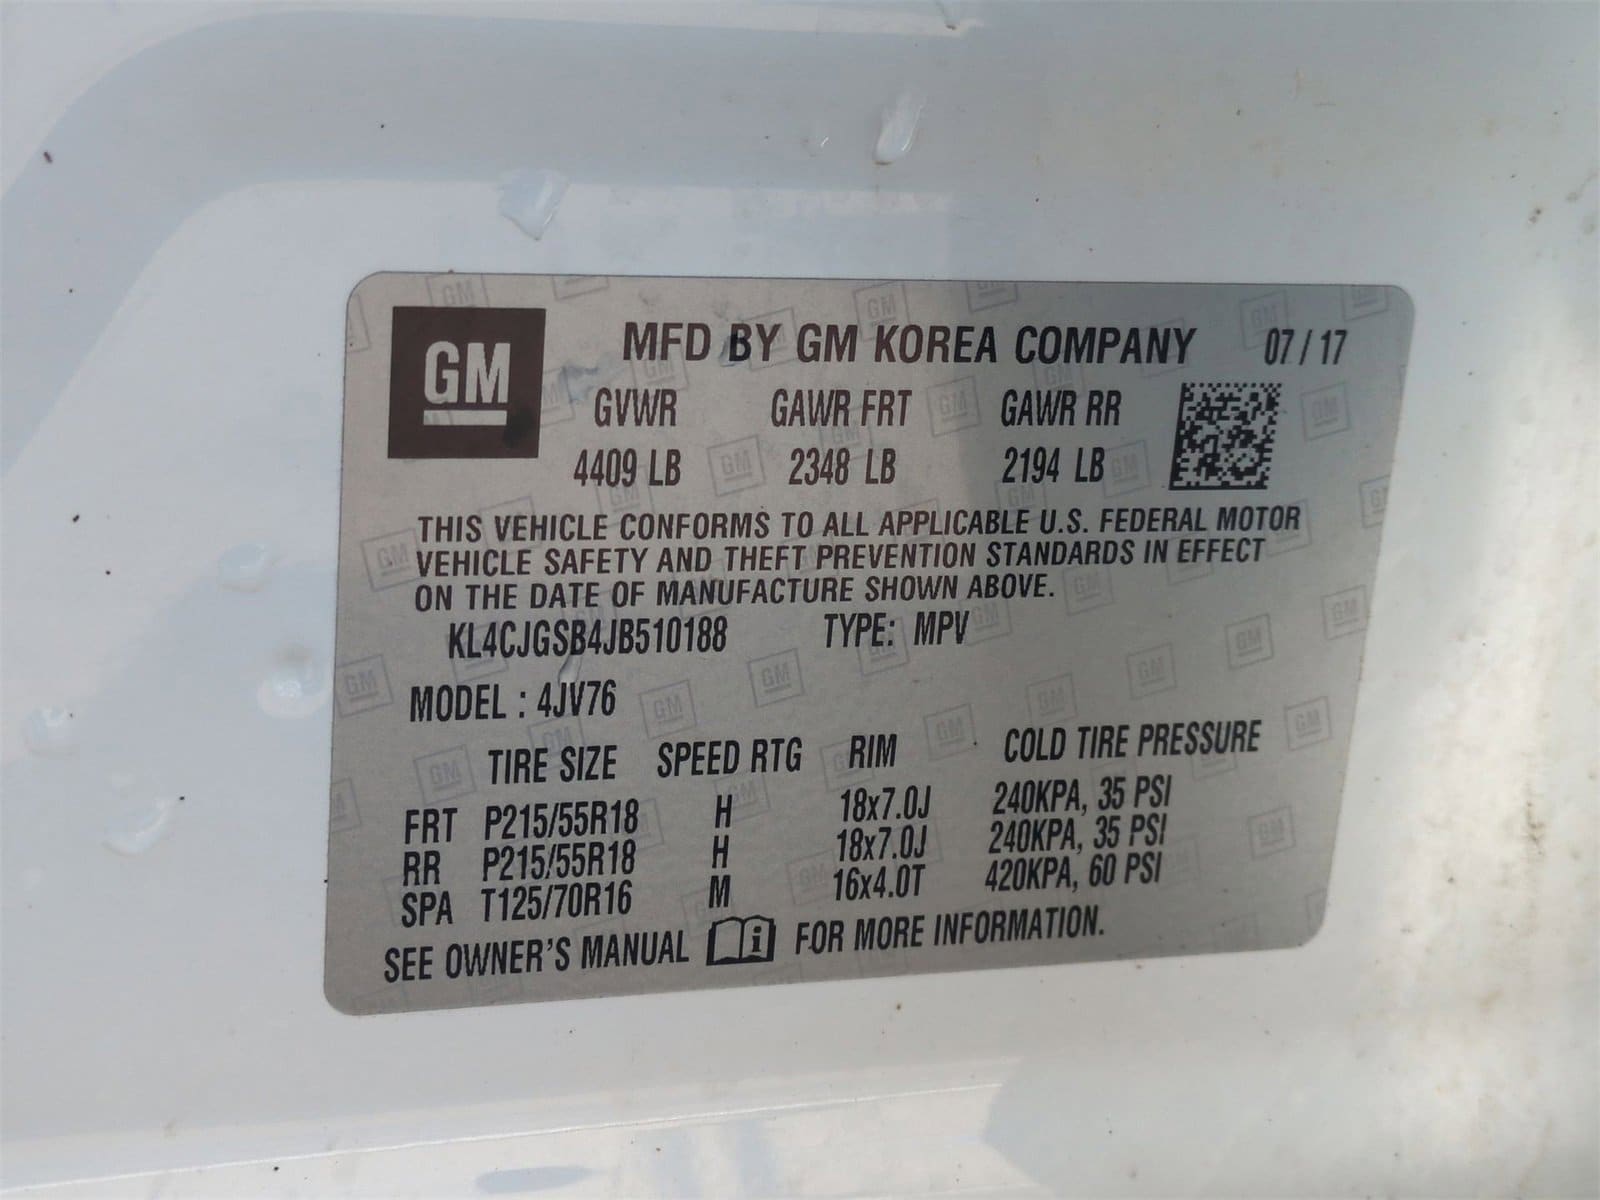 GM
MFD BY GM KOREA COMPANY 07/17
GVWR GAWR FRT GAWR RR
4409 LB 2348 LB 2194 LB
THIS VEHICLE CONFORMS TO ALL APPLICABLE U.S. FEDERAL MOTOR
VEHICLE SAFETY AND THEFT PREVENTION STANDARDS IN EFFECT
ON THE DATE OF MANUFACTURE SHOWN ABOVE.
KL4CJGSB4JB510188 TYPE: MPV
MODEL : 4JV76
TIRE SIZE SPEED RTG RIM COLD TIRE PRESSURE
FRT P215/55R18 H 18x7.0J 240KPA, 35 PSI
RR P215/55R18 H 18x7.0J 240KPA, 35 PSI
SPA T125/70R16 M 16x4.0T 420KPA, 60 PSI
SEE OWNER'S MANUAL i FOR MORE INFORMATION.